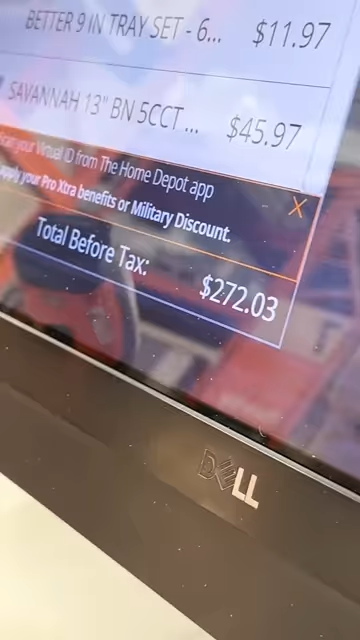 BETTER 9 IN TRAY SET - 6... $11.97
SAVANNAH 13" BN 5CCT... $45.97
Scan your Virtual ID from The Home Depot app
Apply your Pro Xtra benefits or Military Discount.
X
Total Before Tax: $272.03
DELL